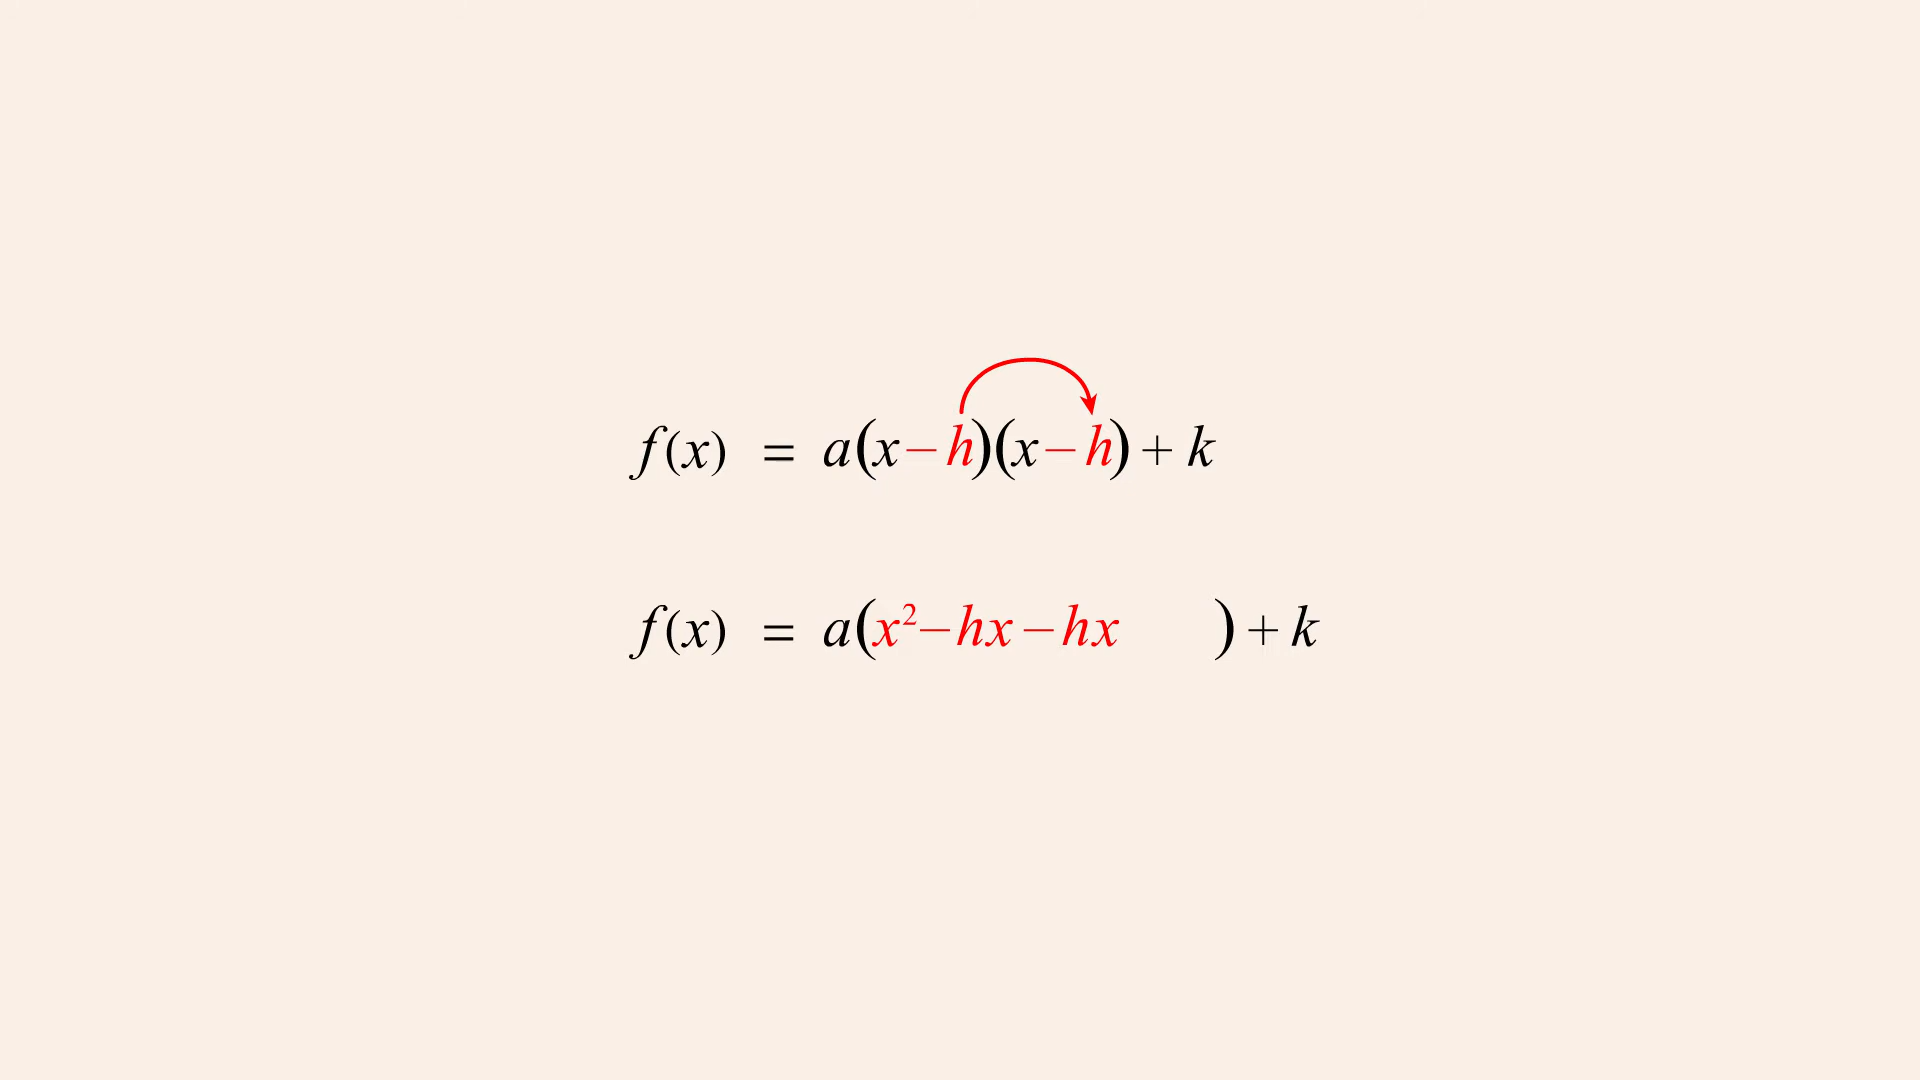 f(x) = a(x − h)(x − h) + k
f(x) = a(x² − hx − hx ) + k